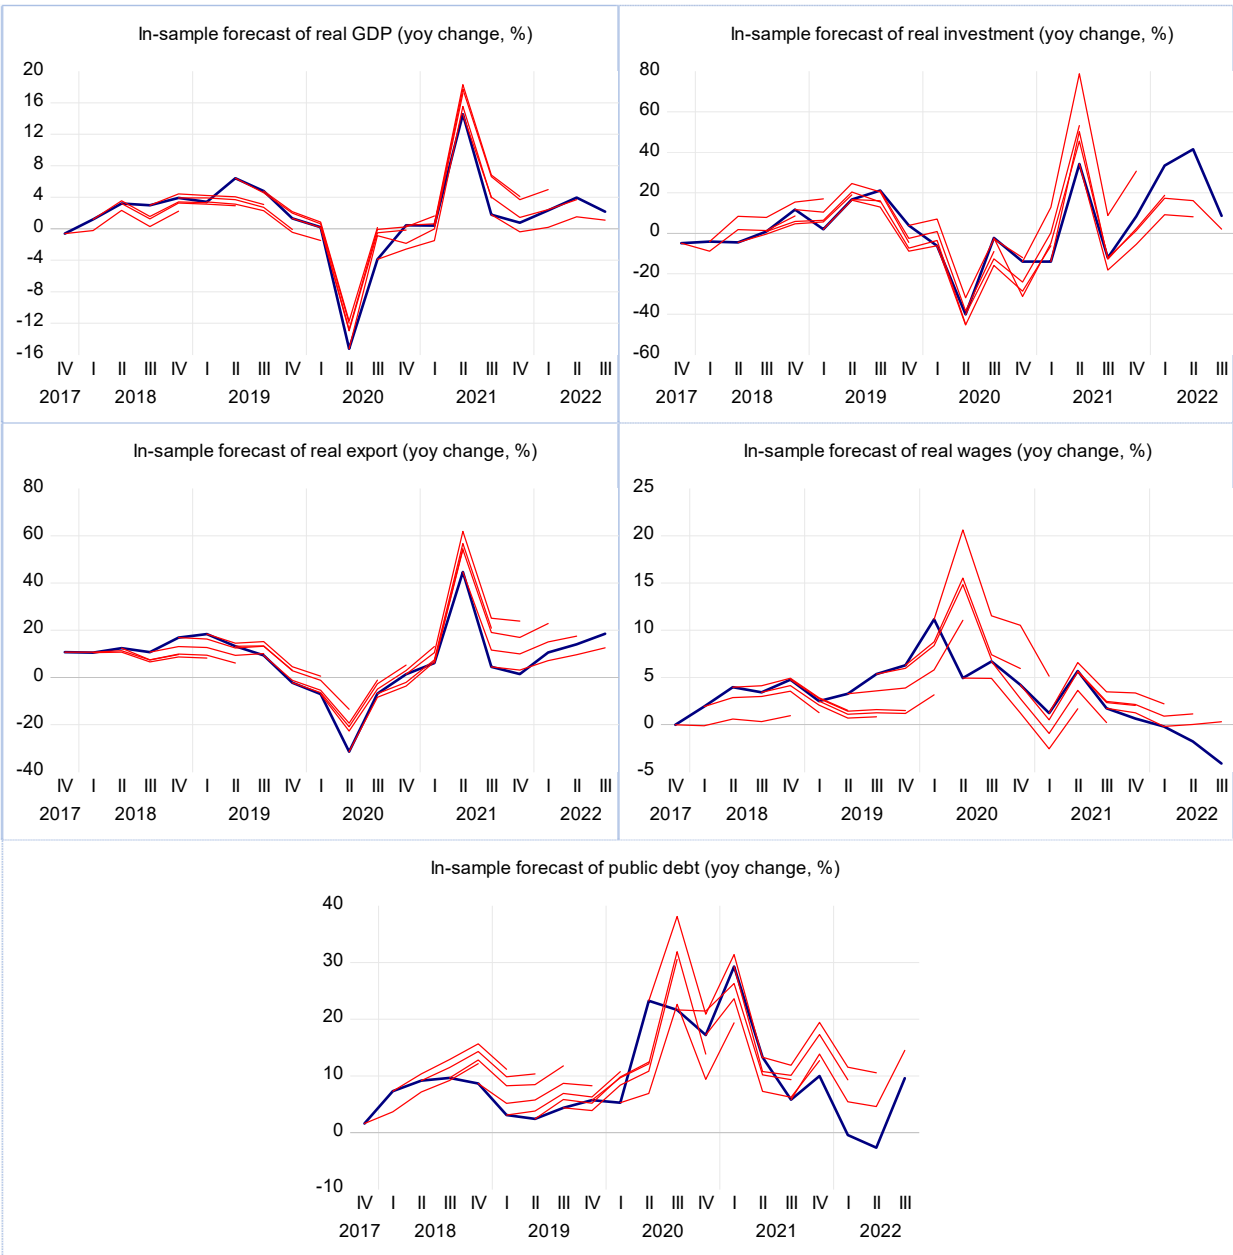 In-sample forecast of real GDP (yoy change, %)
20
16
12
8
4
0
-4
-8
-12
-16
IV I II III IV I II III IV I II III IV I II III IV I II III
2017 2018 2019 2020 2021 2022
In-sample forecast of real investment (yoy change, %)
80
60
40
20
0
-20
-40
-60
IV I II III IV I II III IV I II III IV I II III IV I II III
2017 2018 2019 2020 2021 2022
In-sample forecast of real export (yoy change, %)
80
60
40
20
0
-20
-40
IV I II III IV I II III IV I II III IV I II III IV I II III
2017 2018 2019 2020 2021 2022
In-sample forecast of real wages (yoy change, %)
25
20
15
10
5
0
-5
IV I II III IV I II III IV I II III IV I II III IV I II III
2017 2018 2019 2020 2021 2022
In-sample forecast of public debt (yoy change, %)
40
30
20
10
0
-10
IV I II III IV I II III IV I II III IV I II III IV I II III
2017 2018 2019 2020 2021 2022